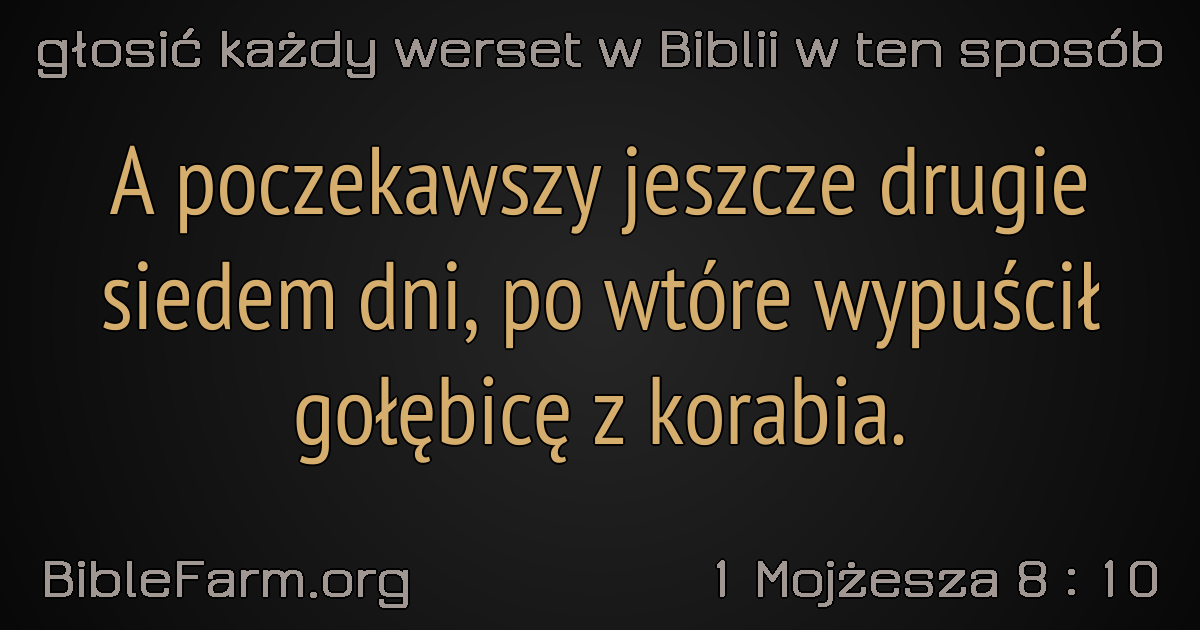 głosić każdy werset w Biblii w ten sposób
A poczekawszy jeszcze drugie
siedem dni, po wtóre wypuścił
gołębicę z korabia.
BibleFarm.org
1 Mojżesza 8 : 10